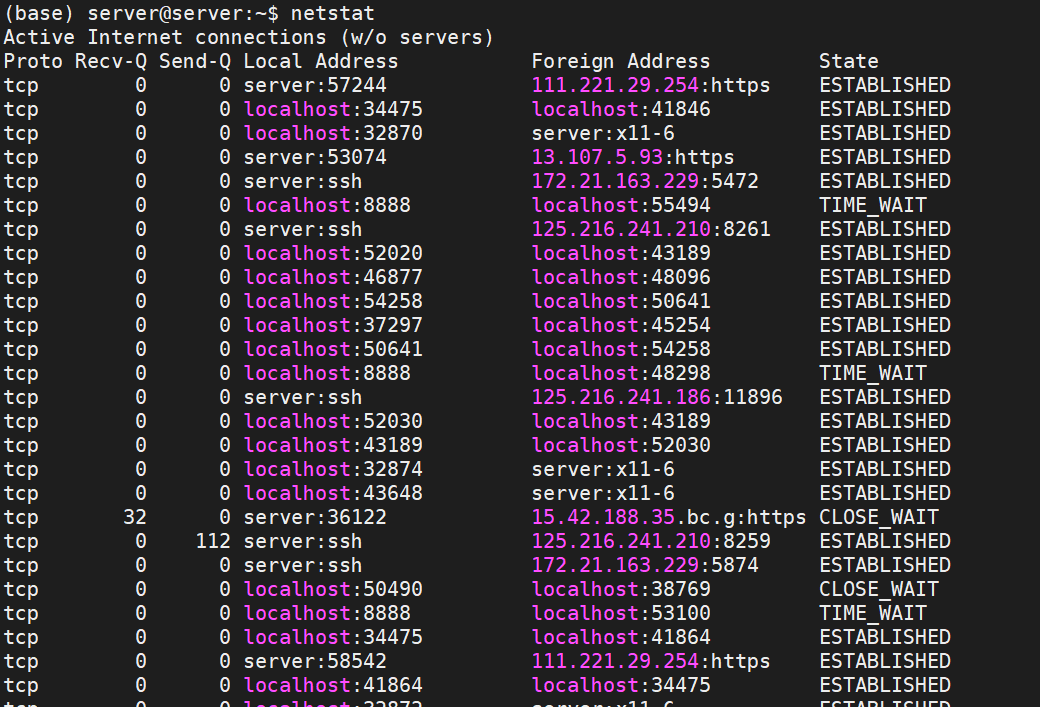 (base) server@server:~$ netstat
Active Internet connections (w/o servers)
Proto Recv-Q Send-Q Local Address           Foreign Address         State
tcp        0      0 server:57244            111.221.29.254:https    ESTABLISHED
tcp        0      0 localhost:34475         localhost:41846         ESTABLISHED
tcp        0      0 localhost:32870         server:x11-6            ESTABLISHED
tcp        0      0 server:53074            13.107.5.93:https       ESTABLISHED
tcp        0      0 server:ssh              172.21.163.229:5472     ESTABLISHED
tcp        0      0 localhost:8888          localhost:55494         TIME_WAIT
tcp        0      0 server:ssh              125.216.241.210:8261    ESTABLISHED
tcp        0      0 localhost:52020         localhost:43189         ESTABLISHED
tcp        0      0 localhost:46877         localhost:48096         ESTABLISHED
tcp        0      0 localhost:54258         localhost:50641         ESTABLISHED
tcp        0      0 localhost:37297         localhost:45254         ESTABLISHED
tcp        0      0 localhost:50641         localhost:54258         ESTABLISHED
tcp        0      0 localhost:8888          localhost:48298         TIME_WAIT
tcp        0      0 server:ssh              125.216.241.186:11896   ESTABLISHED
tcp        0      0 localhost:52030         localhost:43189         ESTABLISHED
tcp        0      0 localhost:43189         localhost:52030         ESTABLISHED
tcp        0      0 localhost:32874         server:x11-6            ESTABLISHED
tcp        0      0 localhost:43648         server:x11-6            ESTABLISHED
tcp       32      0 server:36122            15.42.188.35.bc.g:https CLOSE_WAIT
tcp        0    112 server:ssh              125.216.241.210:8259    ESTABLISHED
tcp        0      0 server:ssh              172.21.163.229:5874     ESTABLISHED
tcp        0      0 localhost:50490         localhost:38769         CLOSE_WAIT
tcp        0      0 localhost:8888          localhost:53100         TIME_WAIT
tcp        0      0 localhost:34475         localhost:41864         ESTABLISHED
tcp        0      0 server:58542            111.221.29.254:https    ESTABLISHED
tcp        0      0 localhost:41864         localhost:34475         ESTABLISHED